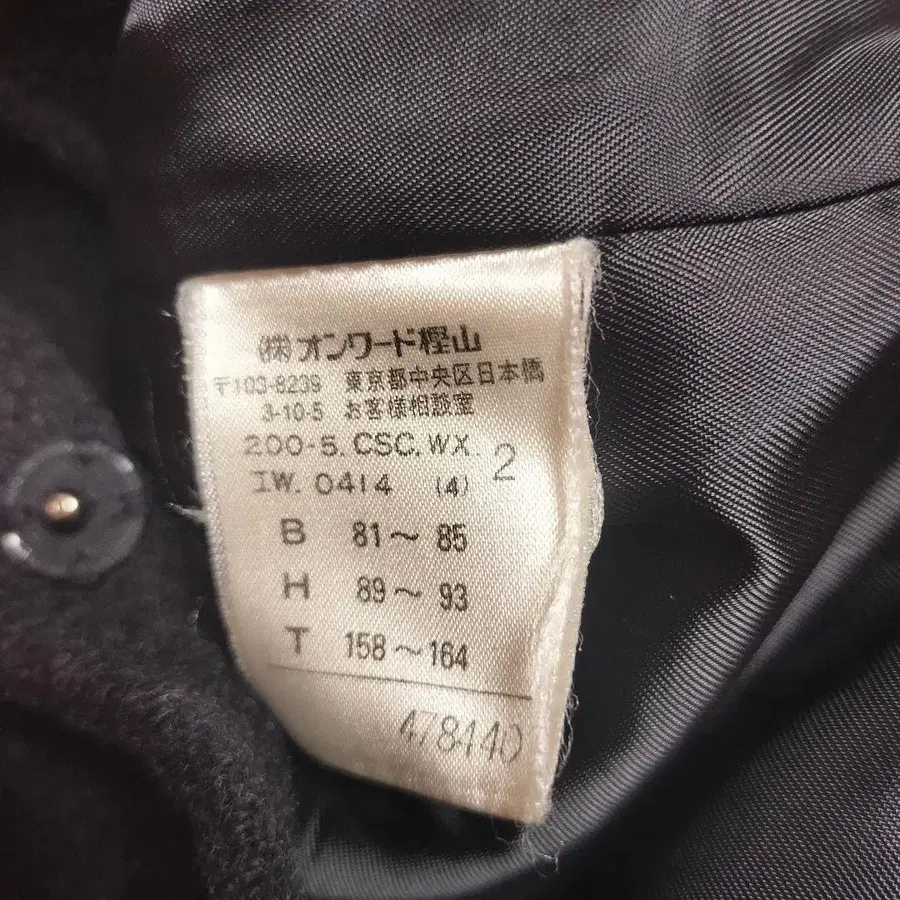 ㈱オンワード樫山
〒103-8239 東京都中央区日本橋
3-10-5 お客様相談室
200-5. CSC. WX. 2
IW. 0414 (4)
B 81～85
H 89～93
T 158～164
478440